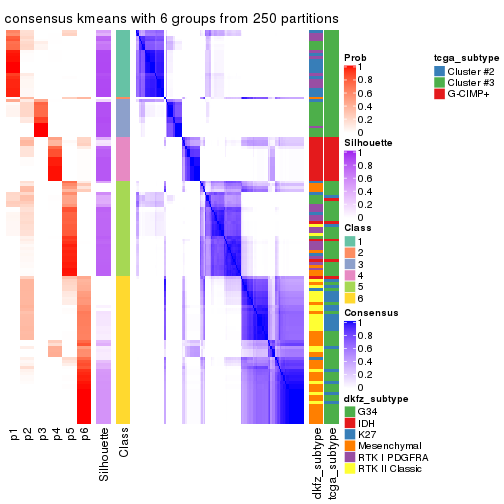 consensus kmeans with 6 groups from 250 partitions
Prob
1
0.8
0.6
0.4
0.2
0
Silhouette
1
0.8
0.6
0.4
0.2
0
Class
1
2
3
4
5
6
Consensus
1
0.8
0.6
0.4
0.2
0
dkfz_subtype
G34
IDH
K27
Mesenchymal
RTK I PDGFRA
RTK II Classic
tcga_subtype
Cluster #2
Cluster #3
G-CIMP+
p1
p2
p3
p4
p5
p6
Silhouette
Class
dkfz_subtype
tcga_subtype